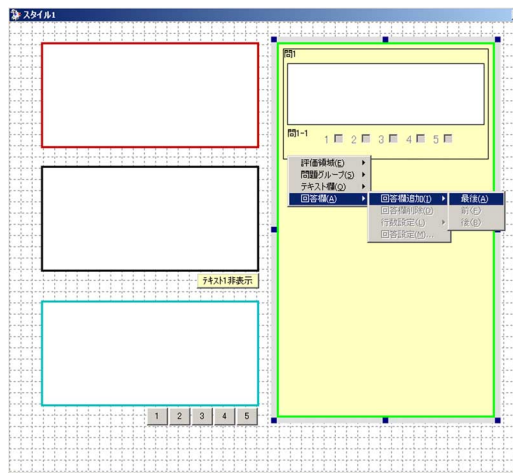 スタイル1
問1
問1-1 1 2 3 4 5
評価領域(E)
問題グループ(S)
テキスト欄(Q)
回答欄(A)
回答欄追加(I)
回答欄削除(D)
行数設定(L)
回答設定(M)...
最後(A)
前(F)
後(B)
テキスト1非表示
1 2 3 4 5